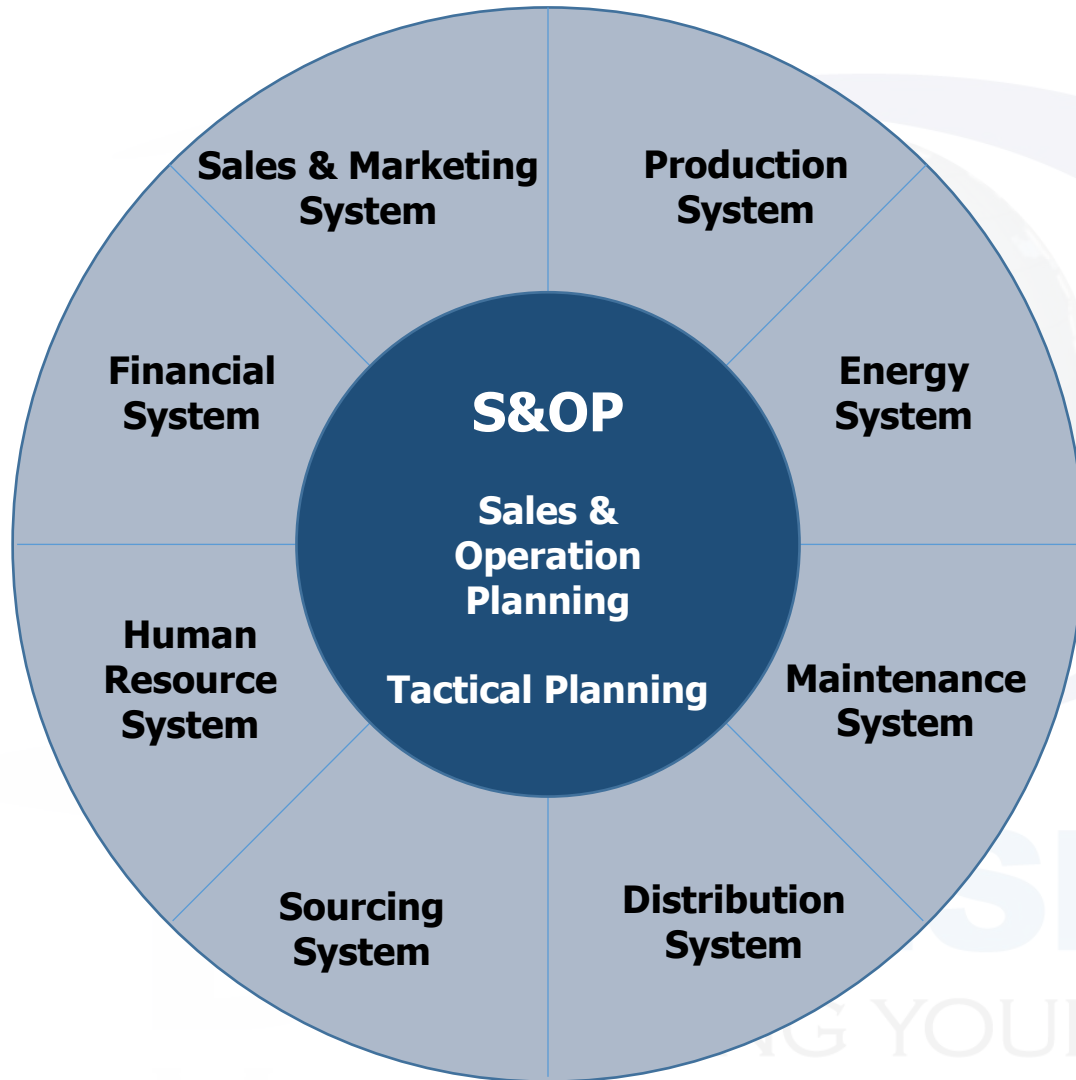 Sales & Marketing
System
Production
System
Financial
System
Energy
System
S&OP
Sales &
Operation
Planning
Tactical Planning
Human
Resource
System
Maintenance
System
Sourcing
System
Distribution
System
YOUR